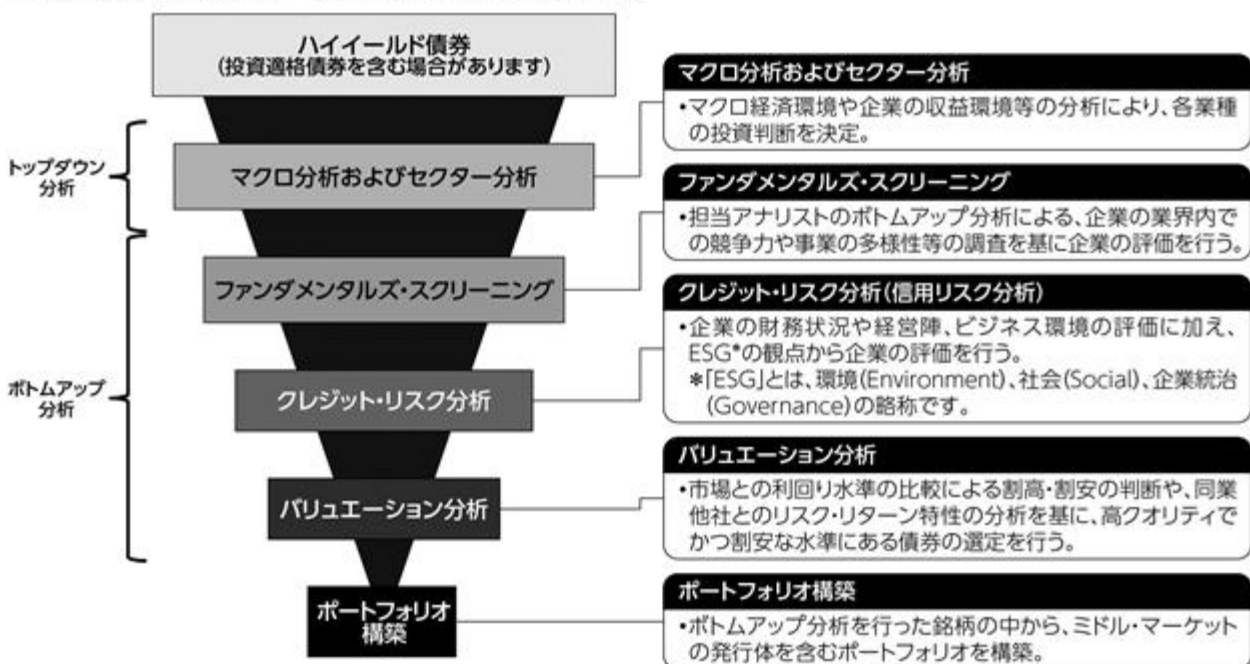 ハイイールド債券
(投資適格債券を含む場合があります)
トップダウン
分析
マクロ分析およびセクター分析
ファンダメンタルズ・スクリーニング
ボトムアップ
分析
クレジット・リスク分析
バリュエーション分析
ポートフォリオ
構築
マクロ分析およびセクター分析
•マクロ経済環境や企業の収益環境等の分析により、各業種
の投資判断を決定。
ファンダメンタルズ・スクリーニング
•担当アナリストのボトムアップ分析による、企業の業界内で
の競争力や事業の多様性等の調査を基に企業の評価を行う。
クレジット・リスク分析(信用リスク分析)
•企業の財務状況や経営陣、ビジネス環境の評価に加え、
ESG*の観点から企業の評価を行う。
*「ESG」とは、環境(Environment)、社会(Social)、企業統治
(Governance)の略称です。
バリュエーション分析
•市場との利回り水準の比較による割高・割安の判断や、同業
他社とのリスク・リターン特性の分析を基に、高クオリティで
かつ割安な水準にある債券の選定を行う。
ポートフォリオ構築
•ボトムアップ分析を行った銘柄の中から、ミドル・マーケット
の発行体を含むポートフォリオを構築。